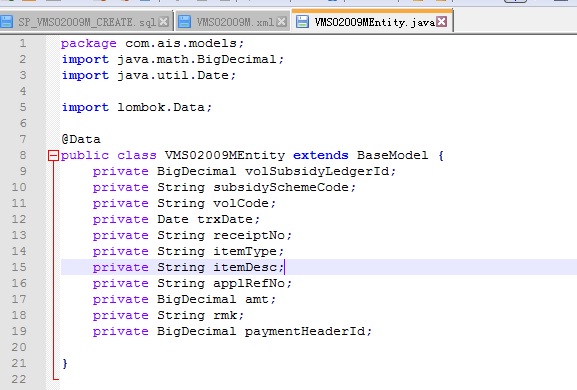 SP_VMS02009M_CREATE.sql VMS02009M.xml VMS02009MEntity.java
1 package com.ais.models;
2 import java.math.BigDecimal;
3 import java.util.Date;
4
5 import lombok.Data;
6
7 @Data
8 public class VMS02009MEntity extends BaseModel {
9 private BigDecimal volSubsidyLedgerId;
10 private String subsidySchemeCode;
11 private String volCode;
12 private Date trxDate;
13 private String receiptNo;
14 private String itemType;
15 private String itemDesc;
16 private String applRefNo;
17 private BigDecimal amt;
18 private String rmk;
19 private BigDecimal paymentHeaderId;
20
21 }
22